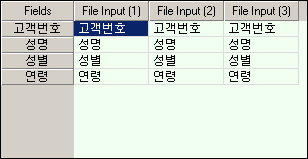 Fields File Input (1) File Input (2) File Input (3)
고객번호 고객번호 고객번호 고객번호
성명 성명 성명 성명
성별 성별 성별 성별
연령 연령 연령 연령